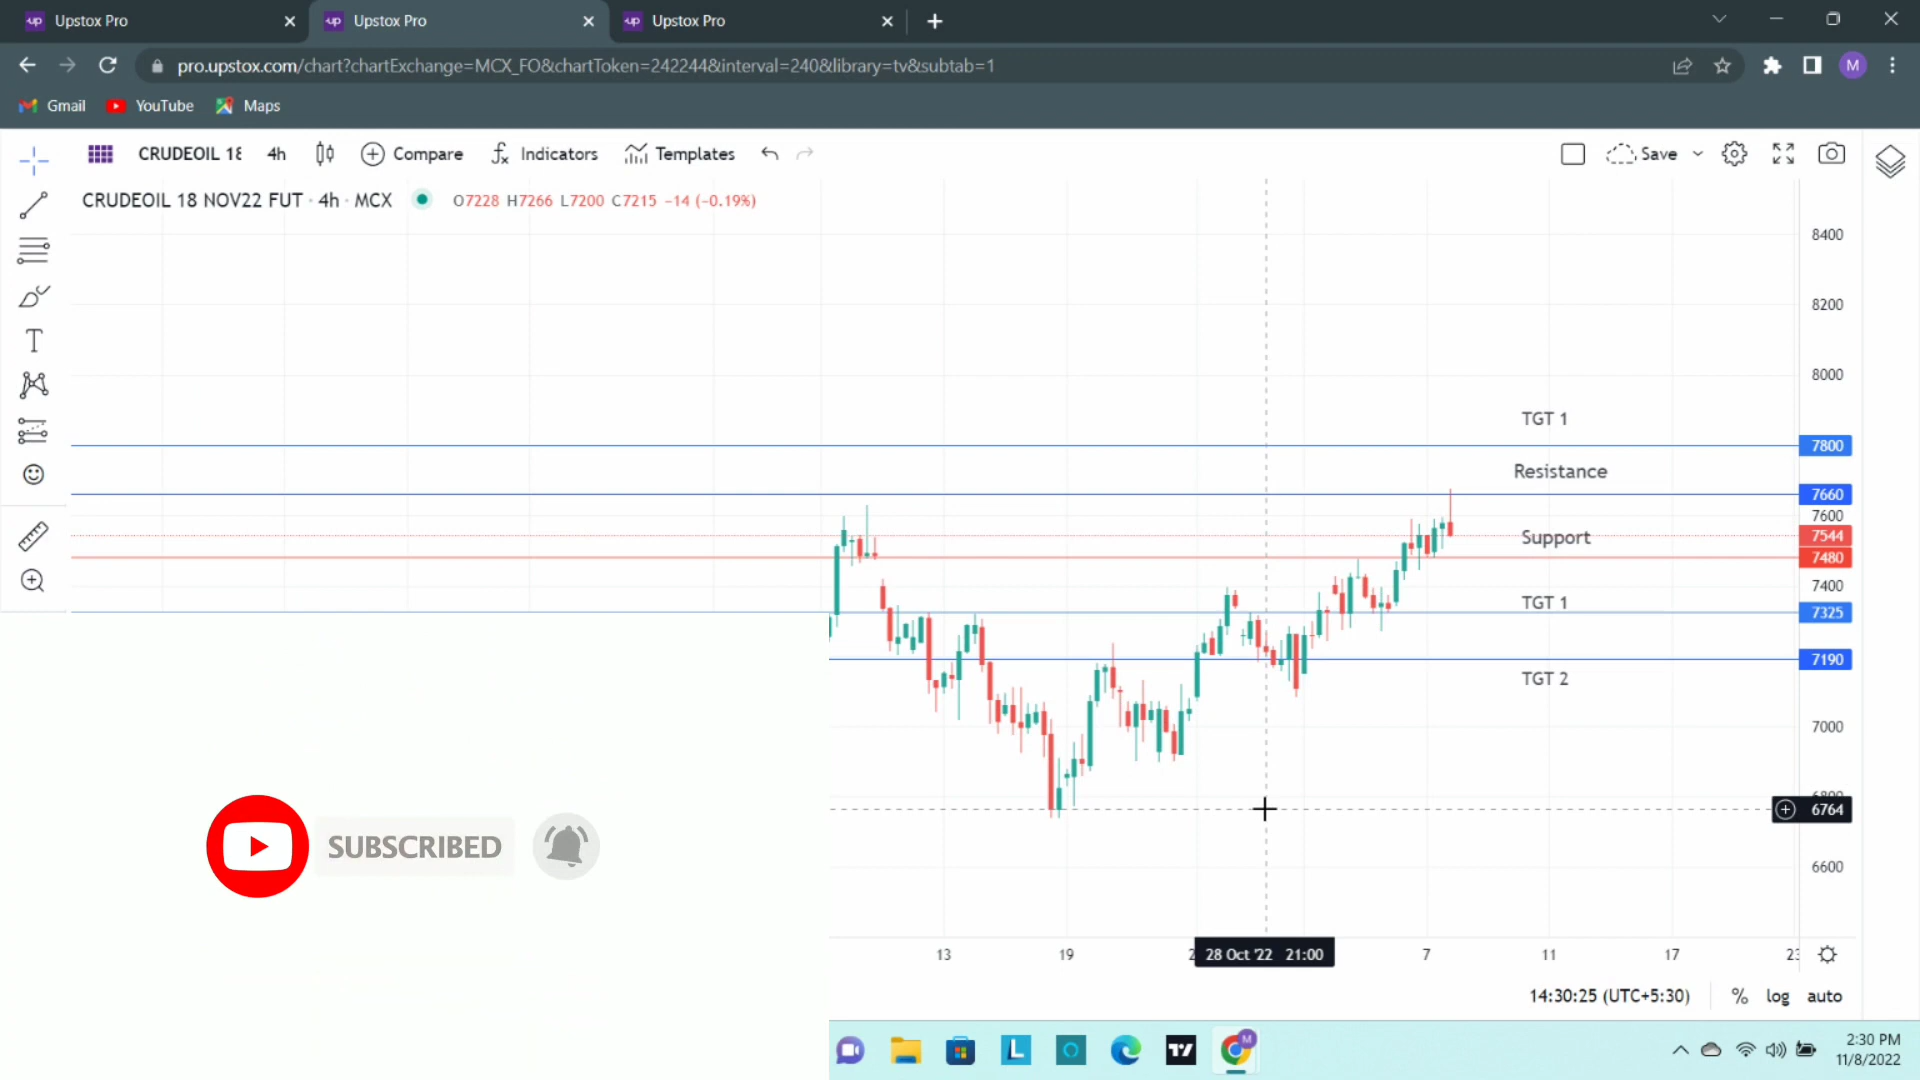 Upstox Pro
Upstox Pro
Upstox Pro
pro.upstox.com/chart?chartExchange=MCX_FO&chartToken=242244&interval=240&library=tv&subtab=1
M
Gmail
YouTube
Maps
CRUDEOIL 18
4h
Compare
Indicators
Templates
Save
CRUDEOIL 18 NOV22 FUT · 4h · MCX
O7228 H7266 L7200 C7215 −14 (−0.19%)
8400
8200
8000
TGT 1
7800
Resistance
7660
7600
Support
7544
7480
7400
TGT 1
7325
7190
TGT 2
7000
6800
6764
SUBSCRIBED
6600
13
19
28 Oct '22 21:00
7
11
17
23
14:30:25 (UTC+5:30)
%
log
auto
L
M
2:30 PM
11/8/2022